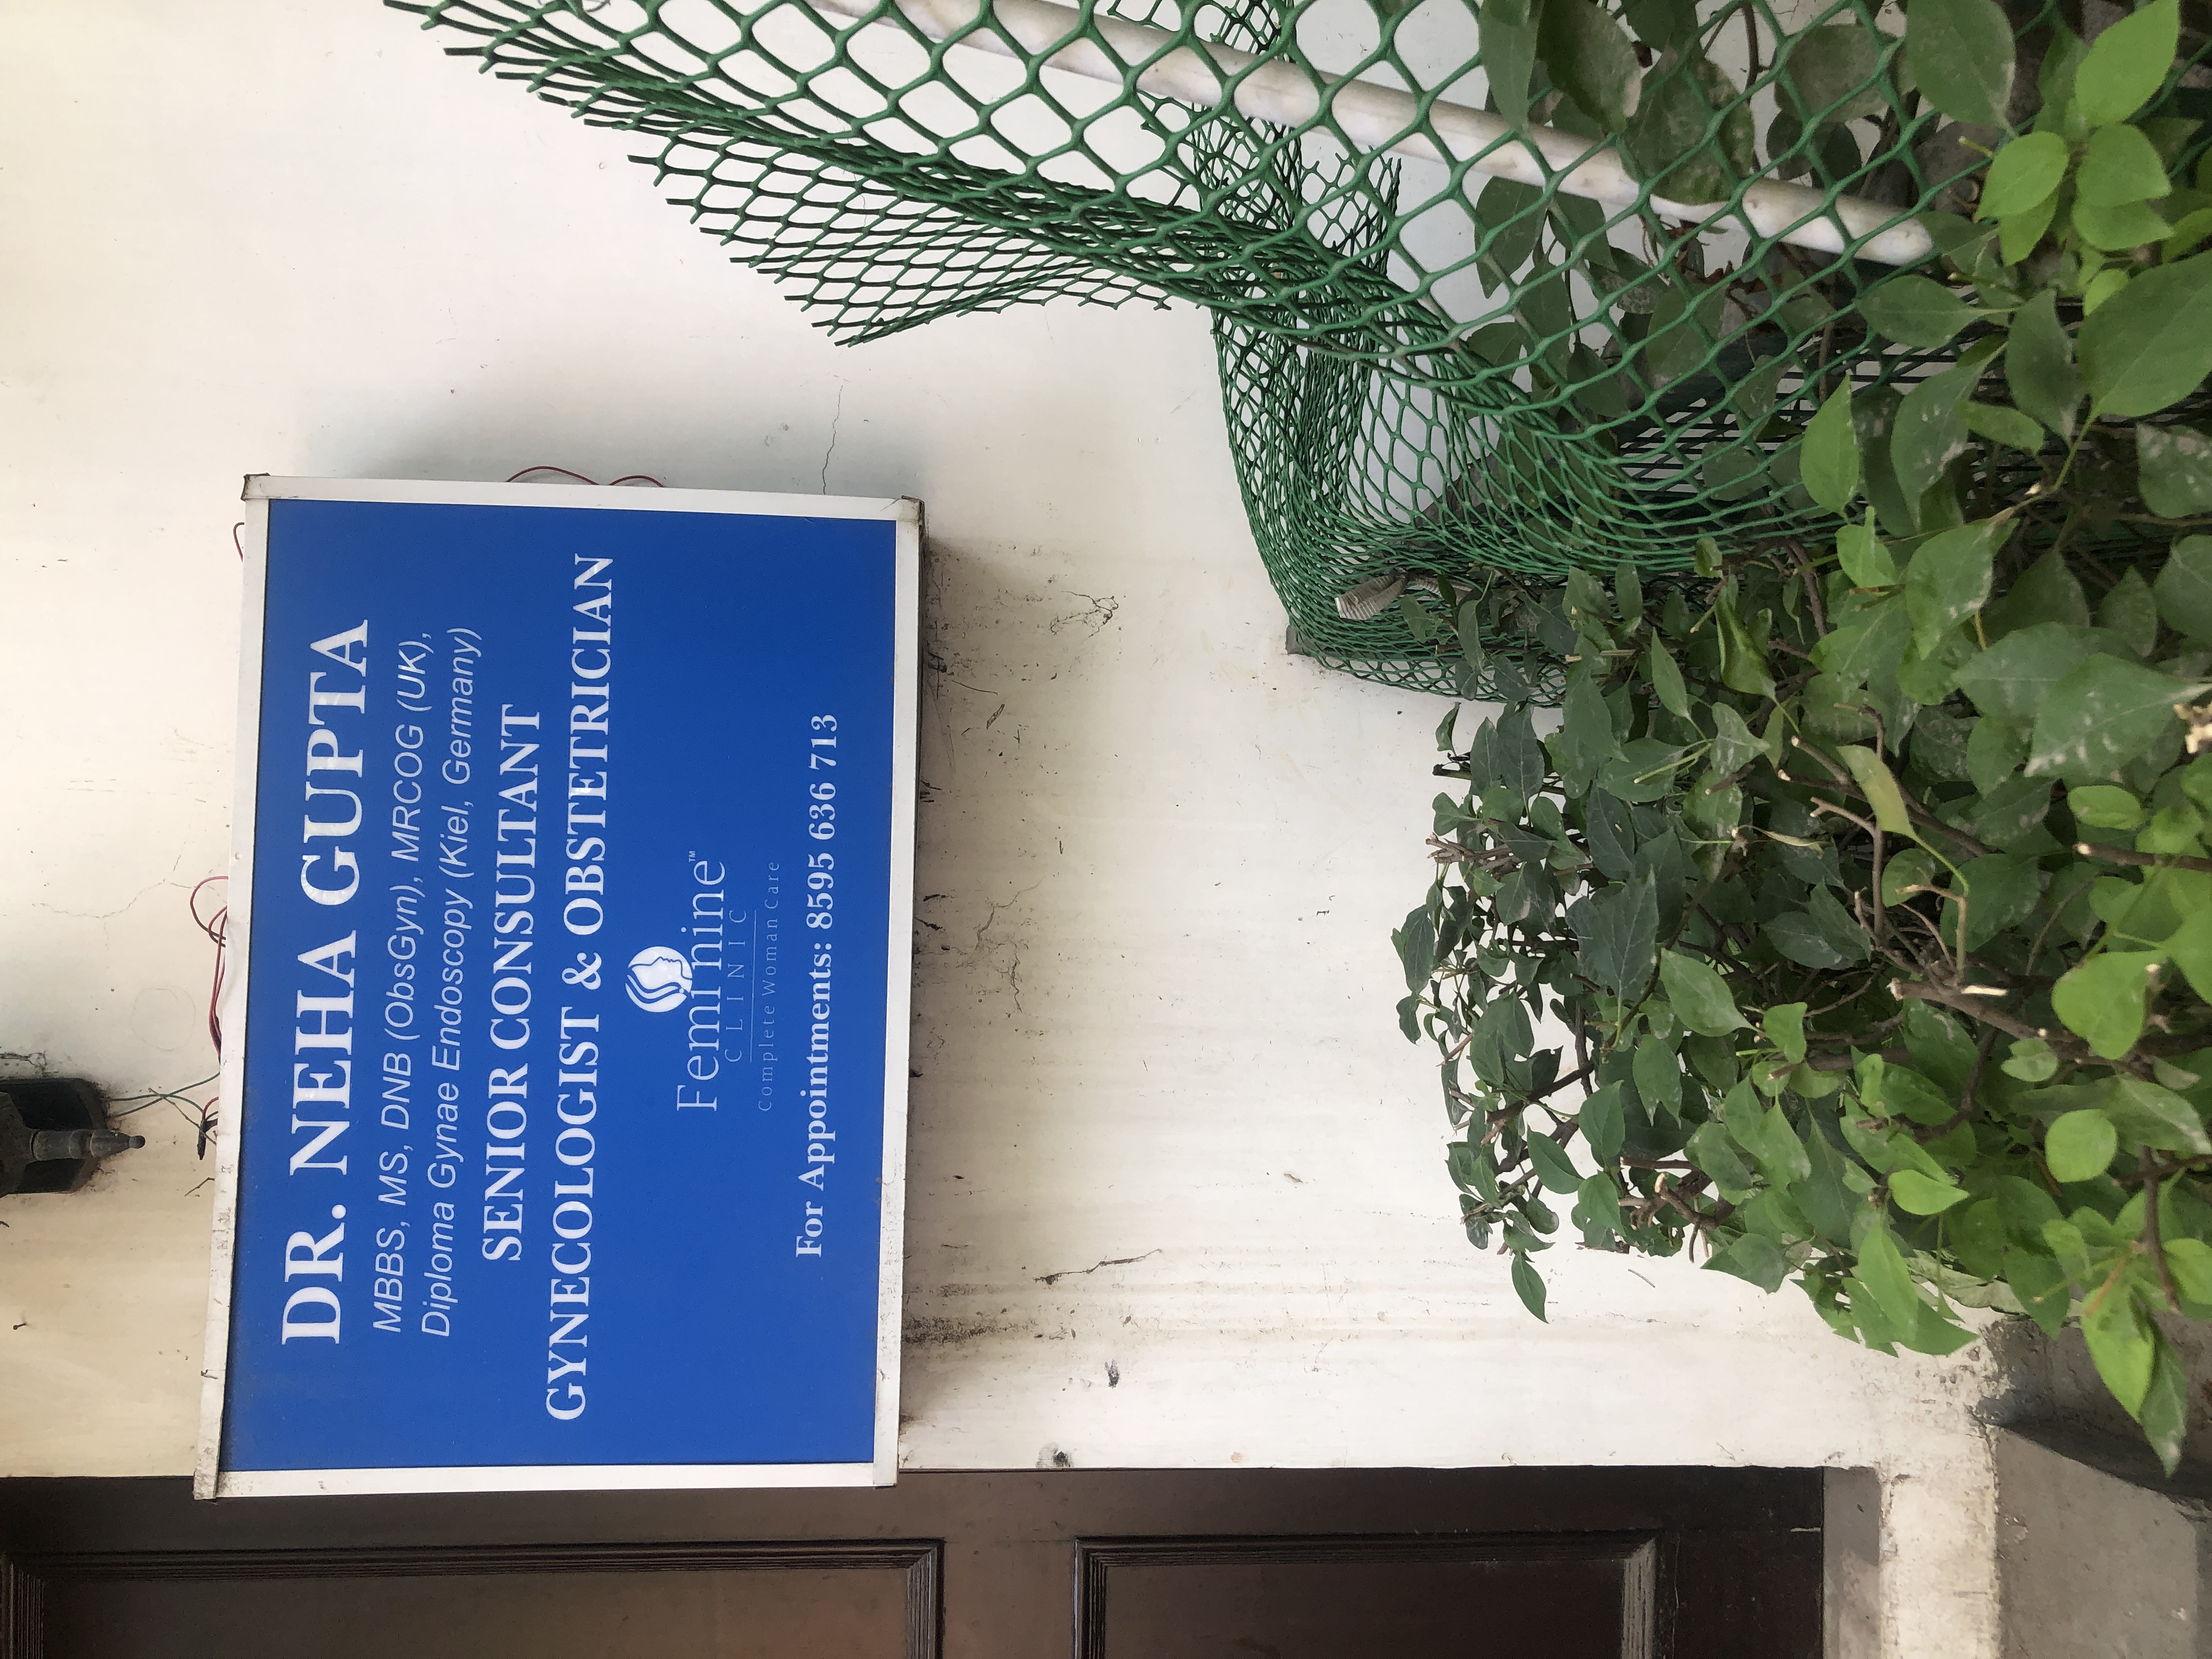 DR. NEHA GUPTA
MBBS, MS, DNB (ObsGyn), MRCOG (UK),
Diploma Gynae Endoscopy (Kiel, Germany)
SENIOR CONSULTANT
GYNECOLOGIST & OBSTETRICIAN
Feminine™
CLINIC
Complete Woman Care
For Appointments: 8595 636 713